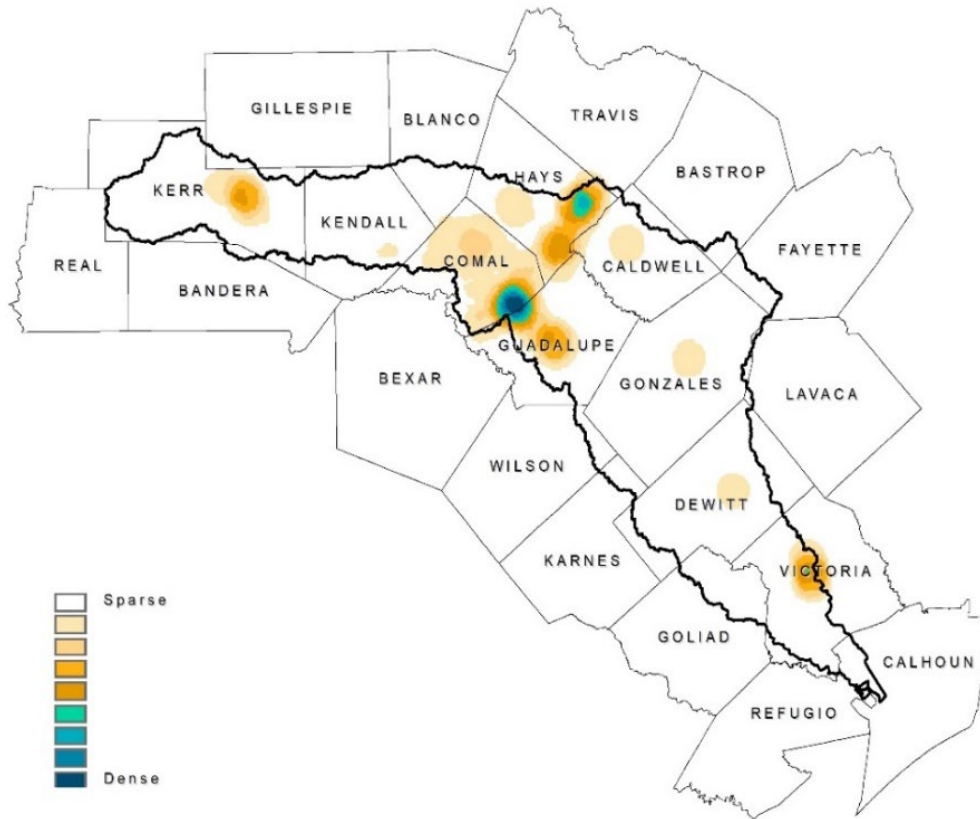 GILLESPIE
BLANCO
TRAVIS
HAYS
BASTROP
KERR
KENDALL
FAYETTE
REAL
COMAL
CALDWELL
BANDERA
GUADALUPE
BEXAR
GONZALES
LAVACA
WILSON
DEWITT
KARNES
VICTORIA
GOLIAD
CALHOUN
REFUGIO
Sparse
Dense